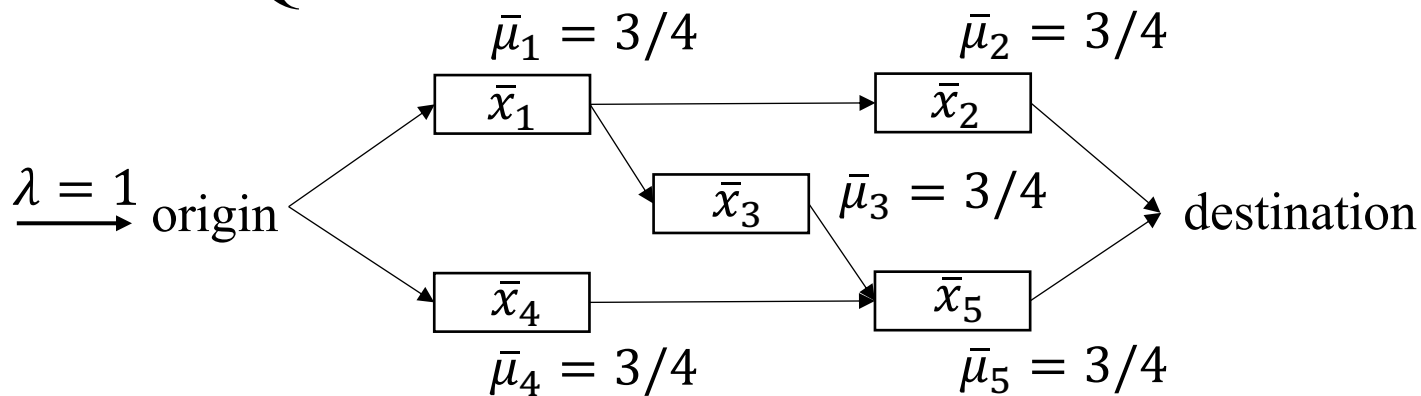 μ̄₁ = 3/4
μ̄₂ = 3/4
x̄₁
x̄₂
λ = 1
origin
x̄₃
μ̄₃ = 3/4
destination
x̄₄
x̄₅
μ̄₄ = 3/4
μ̄₅ = 3/4